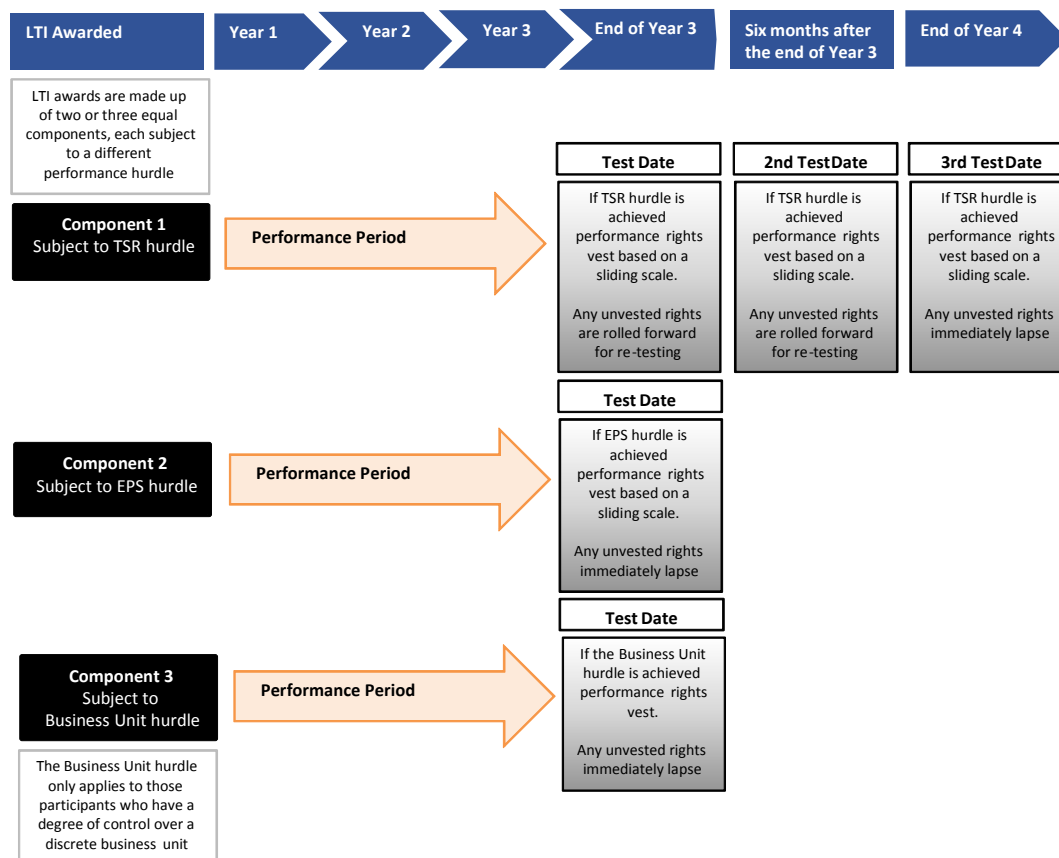 LTI Awarded
Year 1
Year 2
Year 3
End of Year 3
Six months after
the end of Year 3
End of Year 4
LTI awards are made up
of two or three equal
components, each subject
to a different
performance hurdle
Component 1
Subject to TSR hurdle
Performance Period
Test Date
If TSR hurdle is
achieved
performance rights
vest based on a
sliding scale.
Any unvested rights
are rolled forward
for re-testing
2nd TestDate
If TSR hurdle is
achieved
performance rights
vest based on a
sliding scale.
Any unvested rights
are rolled forward
for re-testing
3rd TestDate
If TSR hurdle is
achieved
performance rights
vest based on a
sliding scale.
Any unvested rights
immediately lapse
Component 2
Subject to EPS hurdle
Performance Period
Test Date
If EPS hurdle is
achieved
performance rights
vest based on a
sliding scale.
Any unvested rights
immediately lapse
Component 3
Subject to
Business Unit hurdle
Performance Period
Test Date
If the Business Unit
hurdle is achieved
performance rights
vest.
Any unvested rights
immediately lapse
The Business Unit hurdle
only applies to those
participants who have a
degree of control over a
discrete business unit